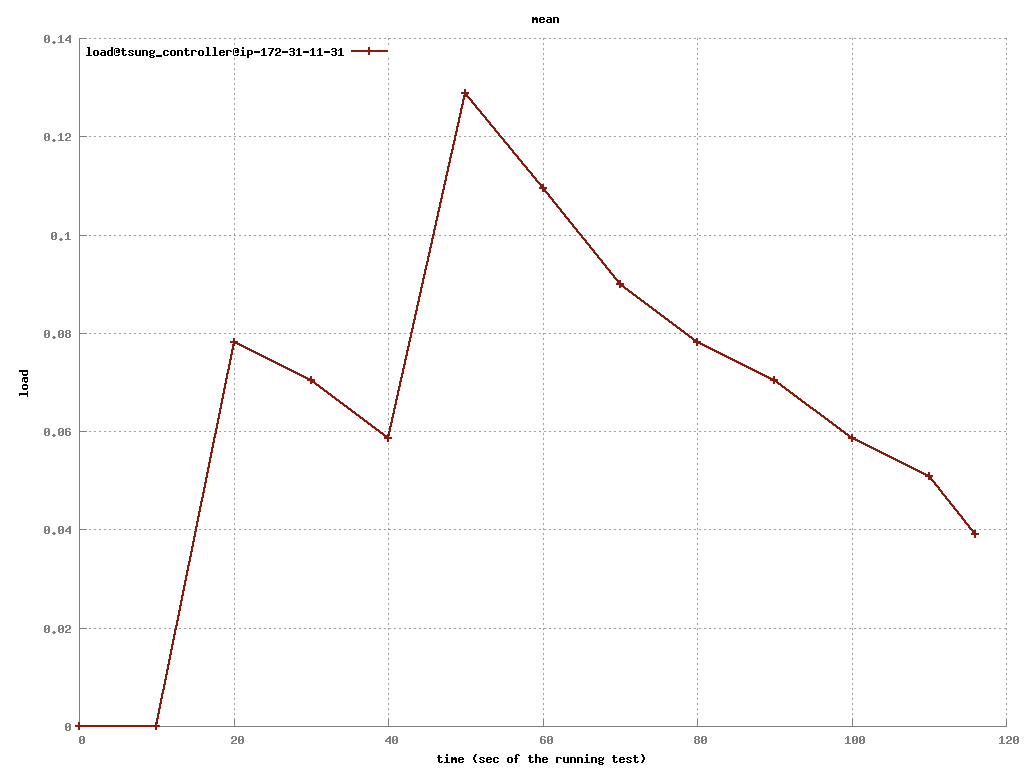 mean
0.14
load@tsung_controller@ip-172-31-11-31
0.12
0.1
0.08
load
0.06
0.04
0.02
0
0 20 40 60 80 100 120
time (sec of the running test)